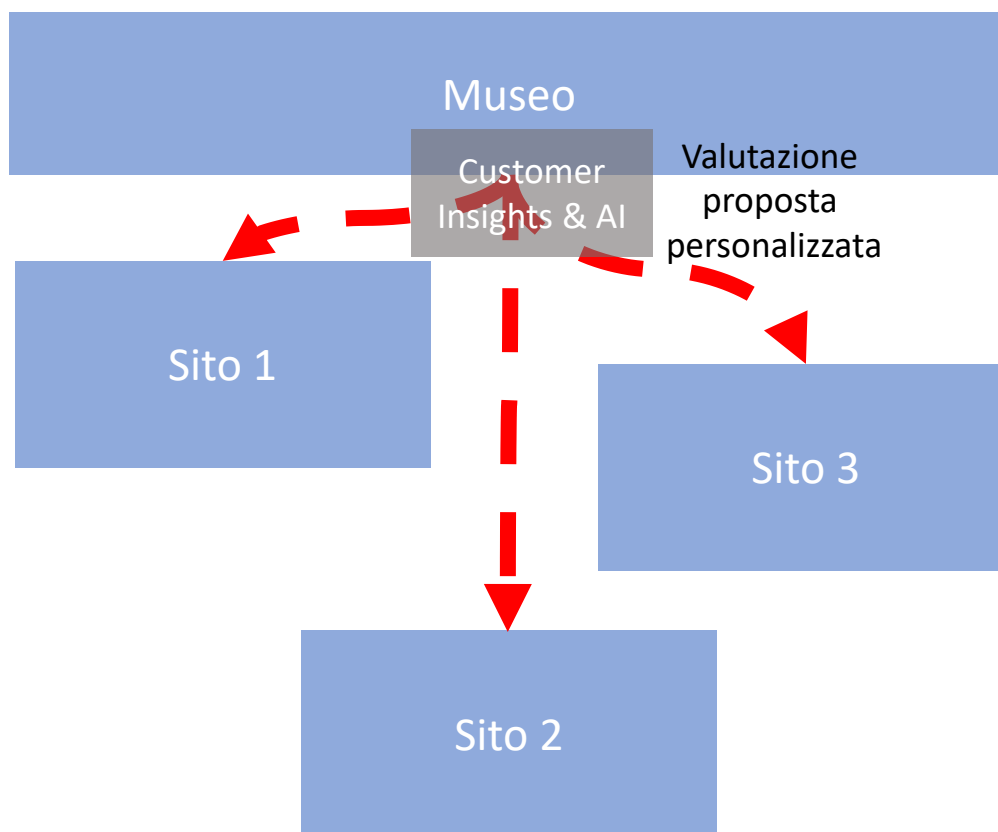 Museo
Customer
Insights & AI
Valutazione
proposta
personalizzata
Sito 1
Sito 3
Sito 2